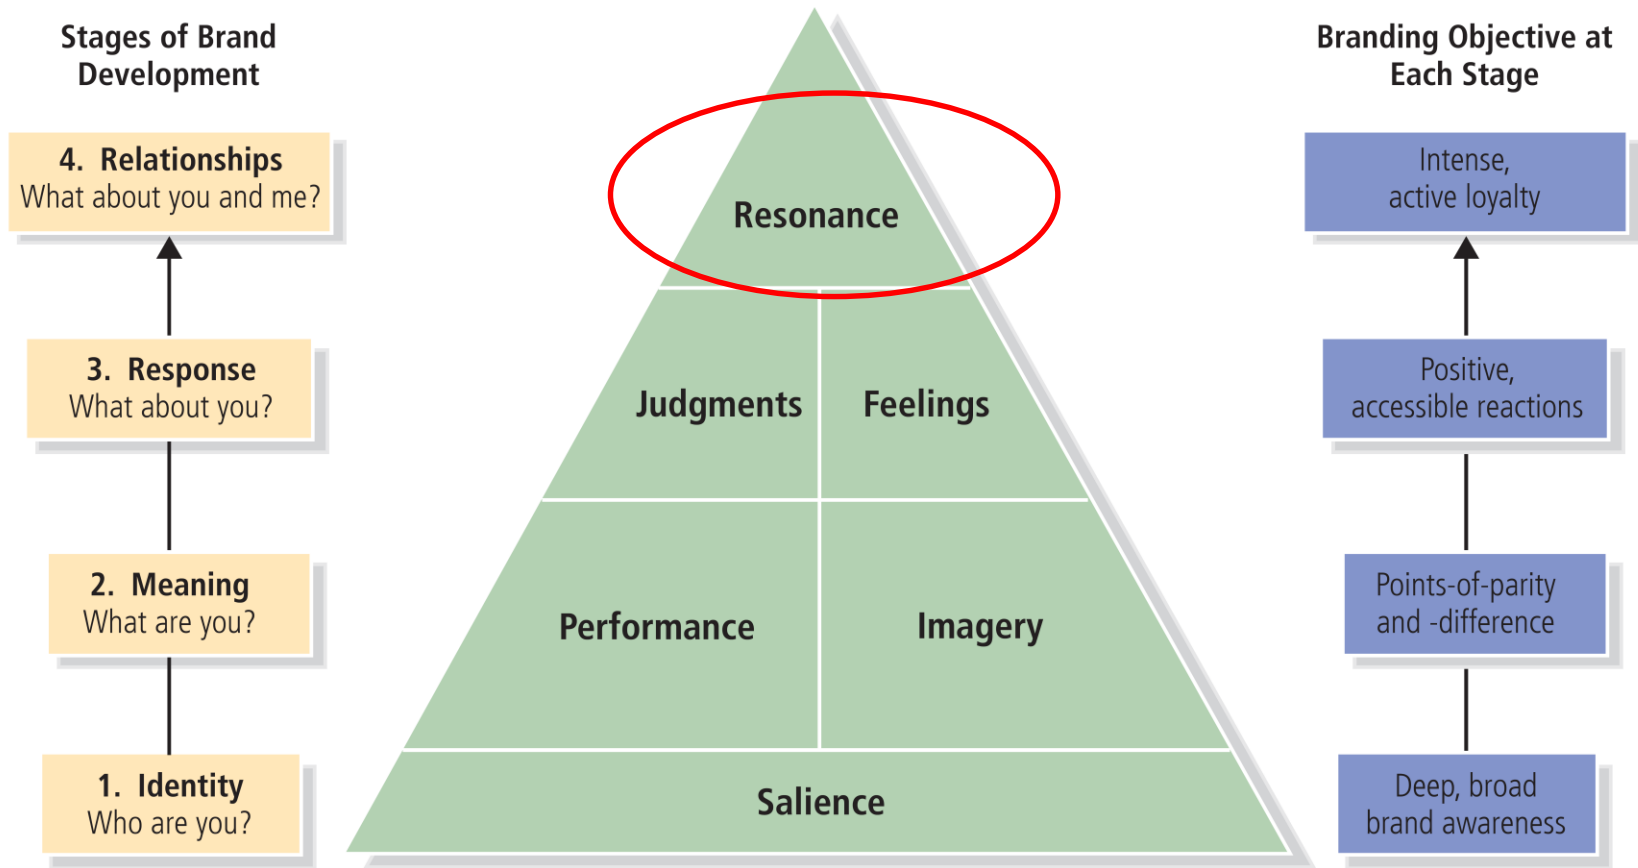 Stages of Brand
Development
4. Relationships
What about you and me?
3. Response
What about you?
2. Meaning
What are you?
1. Identity
Who are you?
Resonance
Judgments
Feelings
Performance
Imagery
Salience
Branding Objective at
Each Stage
Intense,
active loyalty
Positive,
accessible reactions
Points-of-parity
and -difference
Deep, broad
brand awareness